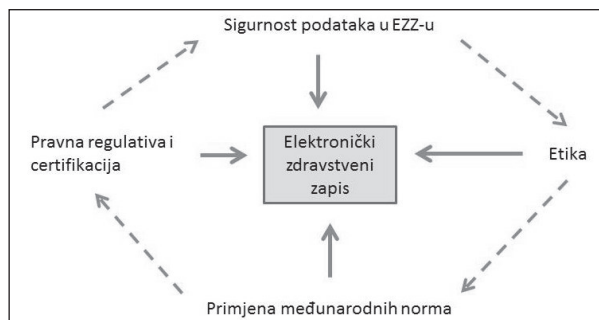 Sigurnost podataka u EZZ-u
Pravna regulativa i
certifikacija
Elektronički
zdravstveni
zapis
Etika
Primjena međunarodnih norma